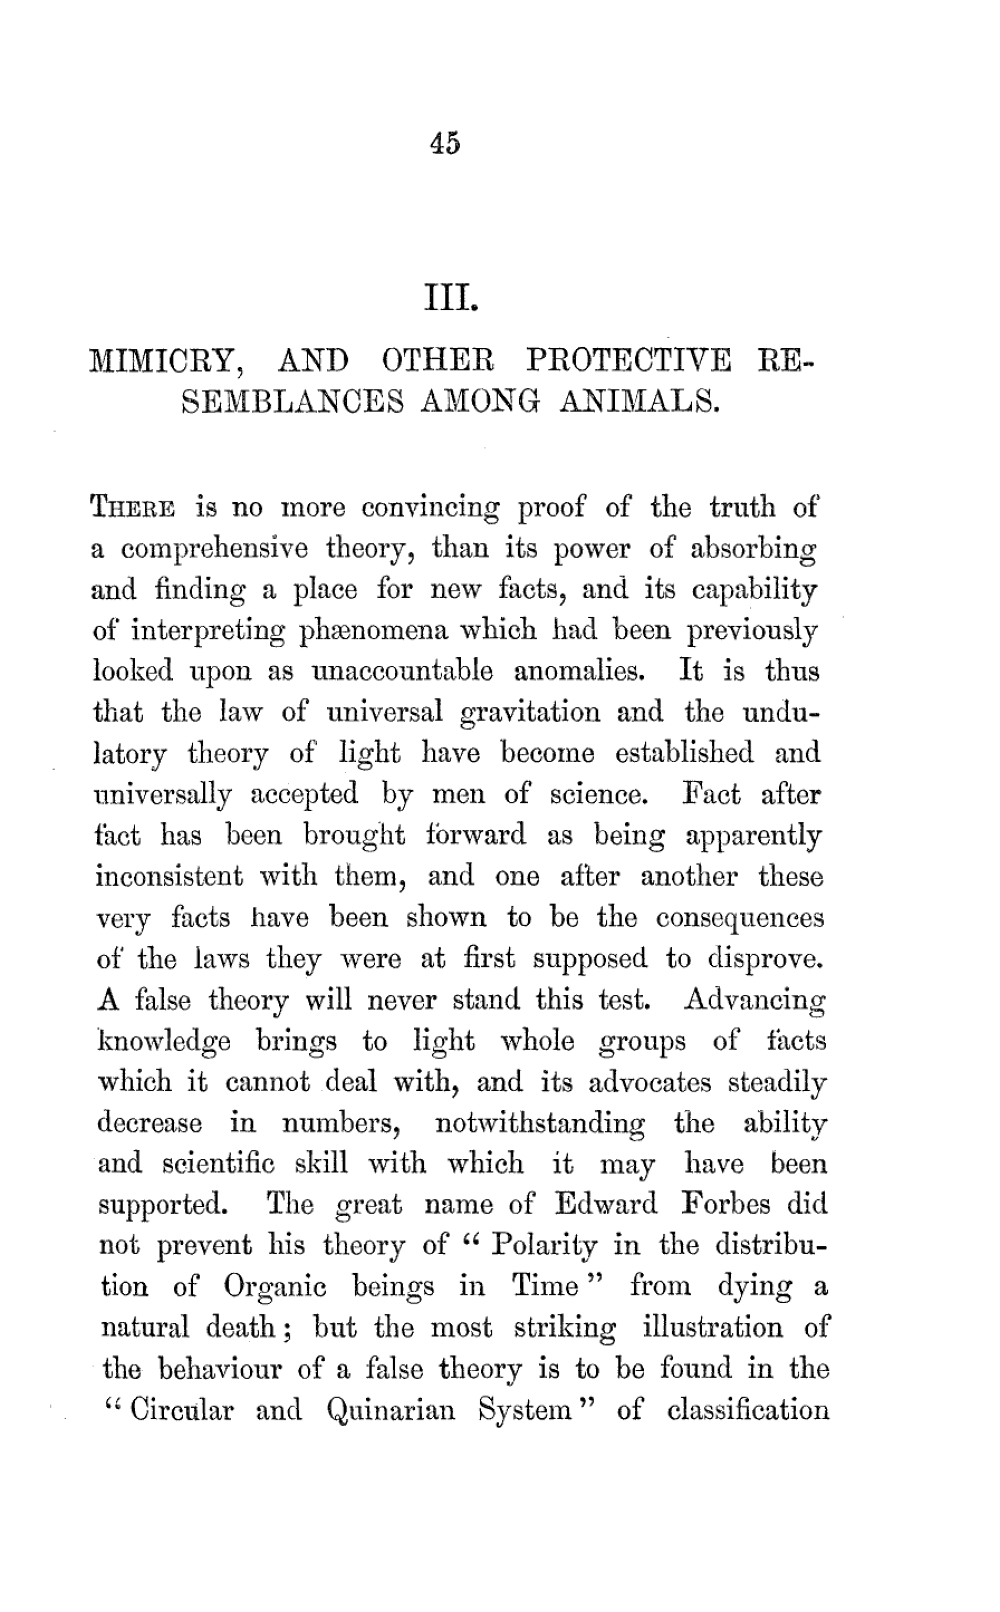 45
III.
MIMICRY, AND OTHER PROTECTIVE RE-
SEMBLANCES AMONG ANIMALS.
THERE is no more convincing proof of the truth of
a comprehensive theory, than its power of absorbing
and finding a place for new facts, and its capability
of interpreting phænomena which had been previously
looked upon as unaccountable anomalies. It is thus
that the law of universal gravitation and the undu-
latory theory of light have become established and
universally accepted by men of science. Fact after
fact has been brought forward as being apparently
inconsistent with them, and one after another these
very facts have been shown to be the consequences
of the laws they were at first supposed to disprove.
A false theory will never stand this test. Advancing
knowledge brings to light whole groups of facts
which it cannot deal with, and its advocates steadily
decrease in numbers, notwithstanding the ability
and scientific skill with which it may have been
supported. The great name of Edward Forbes did
not prevent his theory of “ Polarity in the distribu-
tion of Organic beings in Time ” from dying a
natural death ; but the most striking illustration of
the behaviour of a false theory is to be found in the
“ Circular and Quinarian System ” of classification